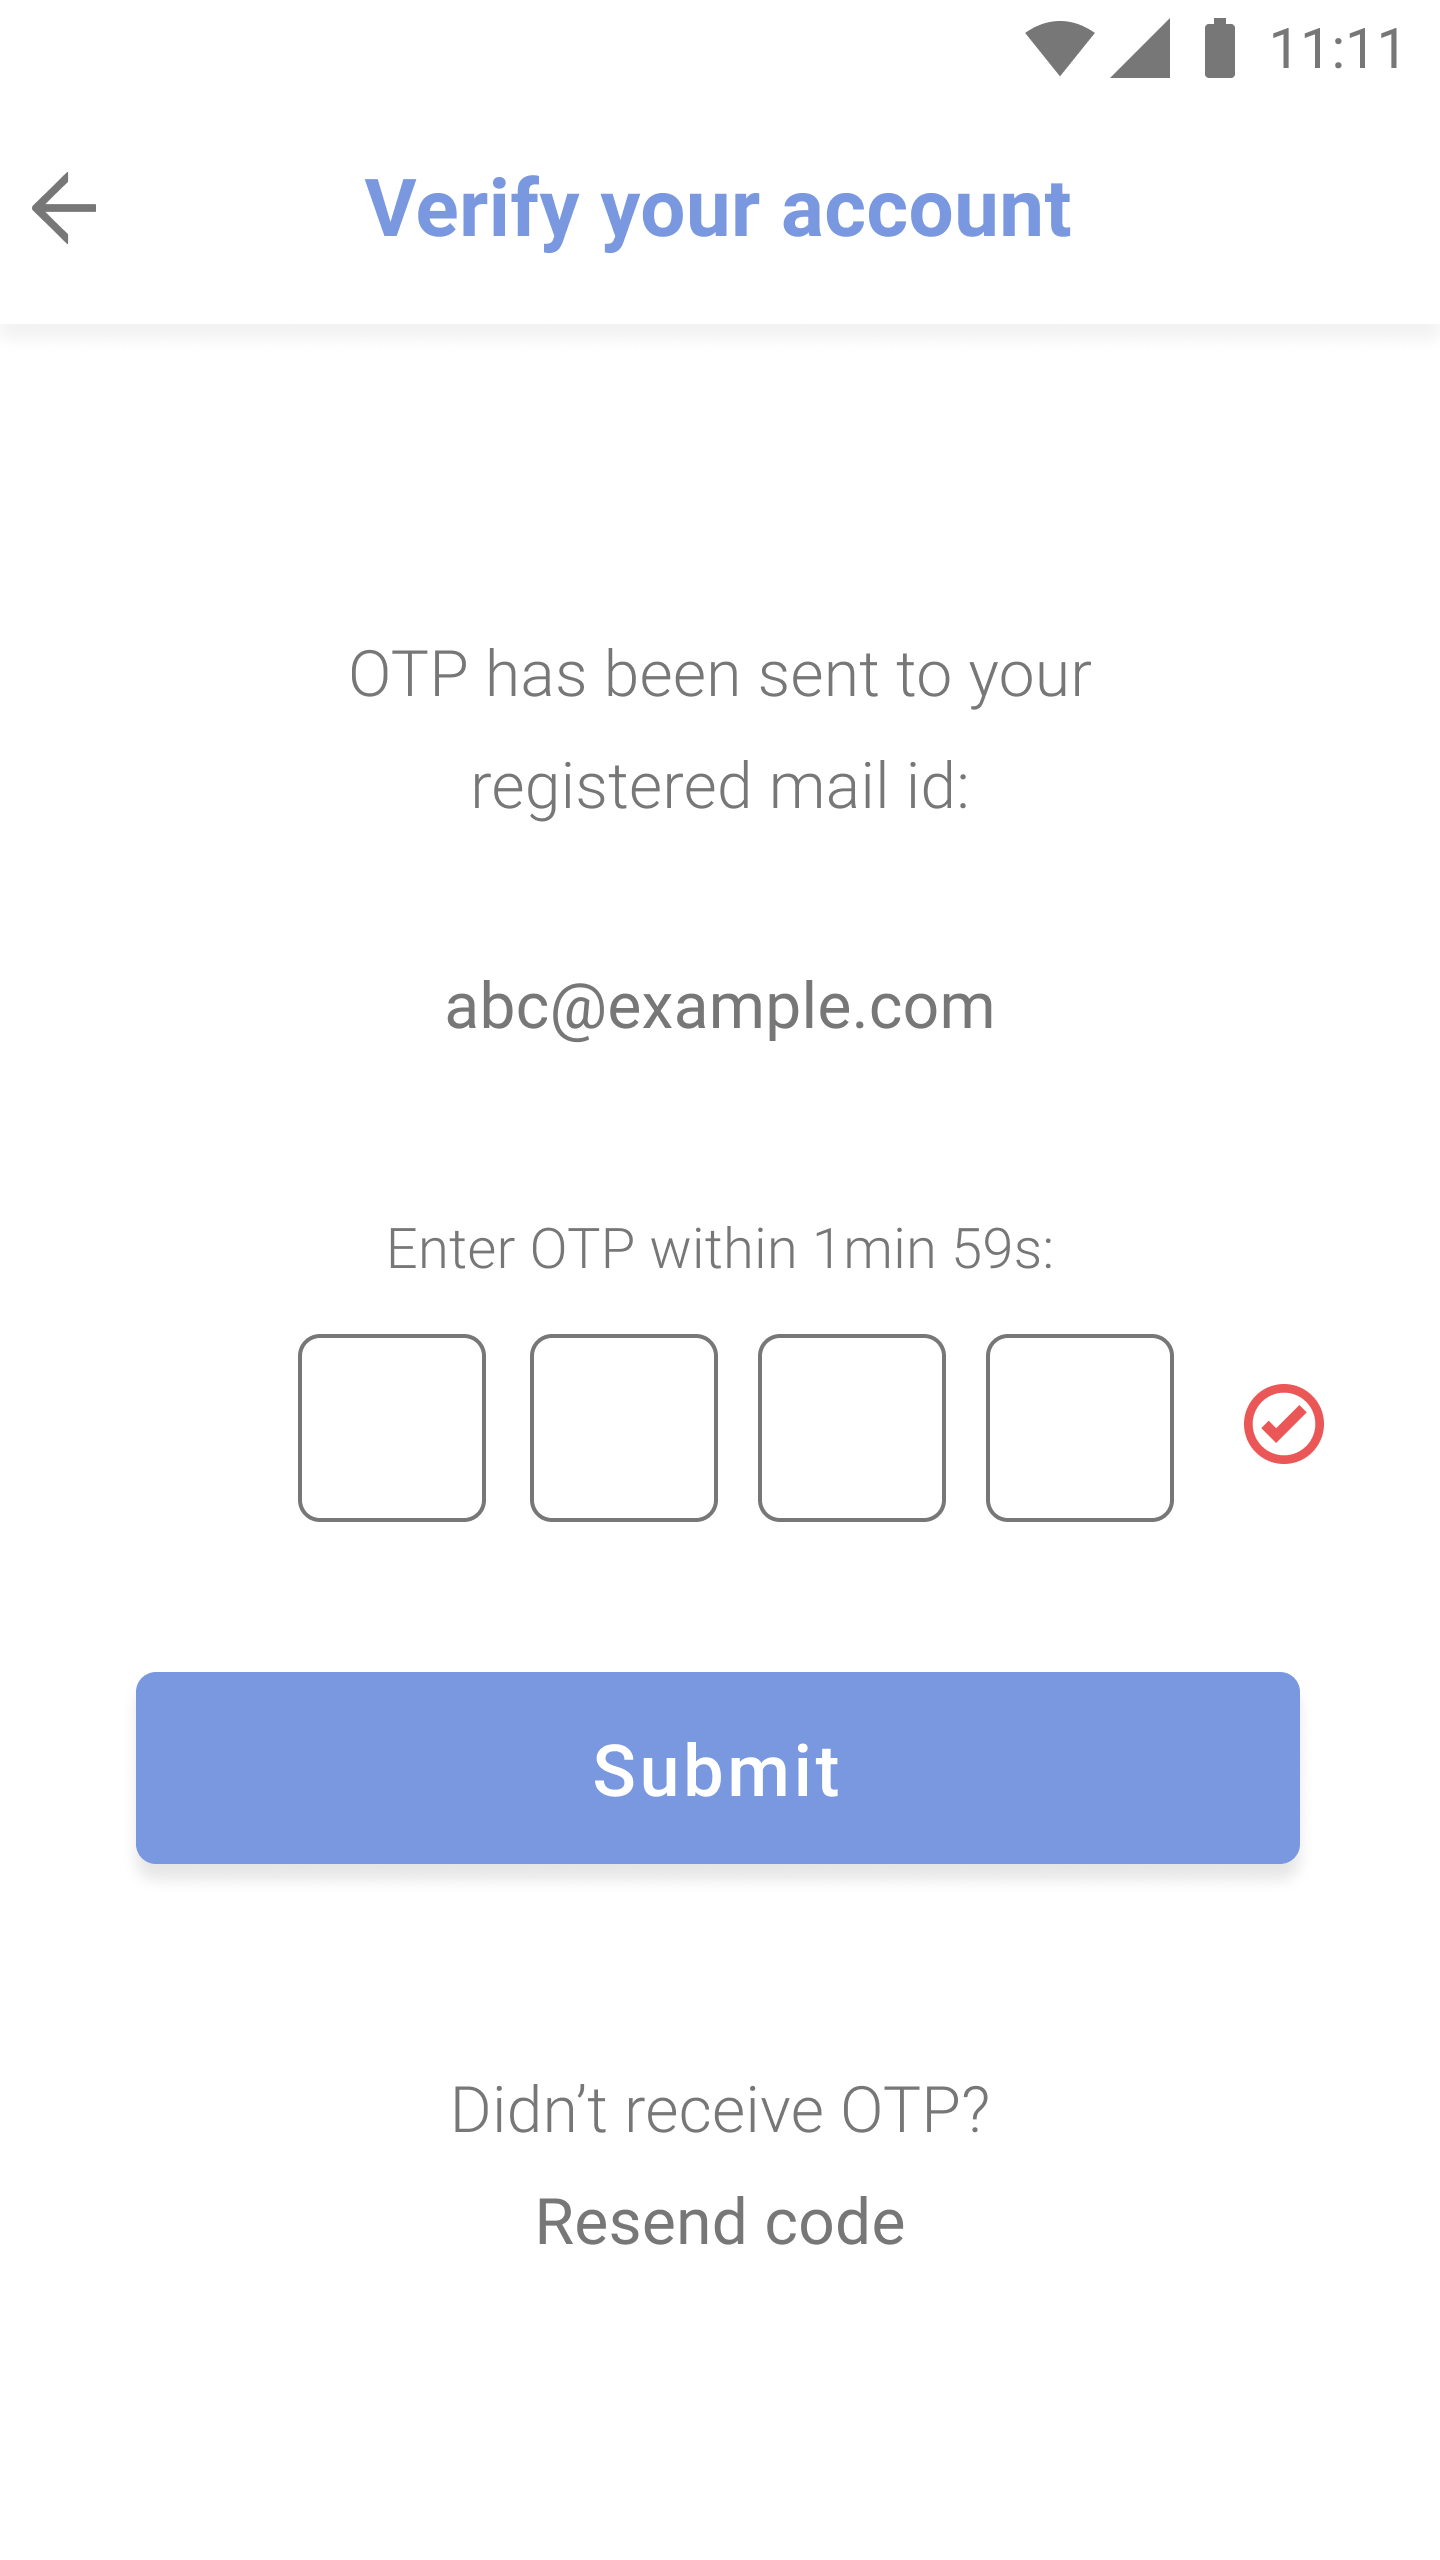 11:11
Verify your account
OTP has been sent to your
registered mail id:
abc@example.com
Enter OTP within 1min 59s:
Submit
Didn’t receive OTP?
Resend code